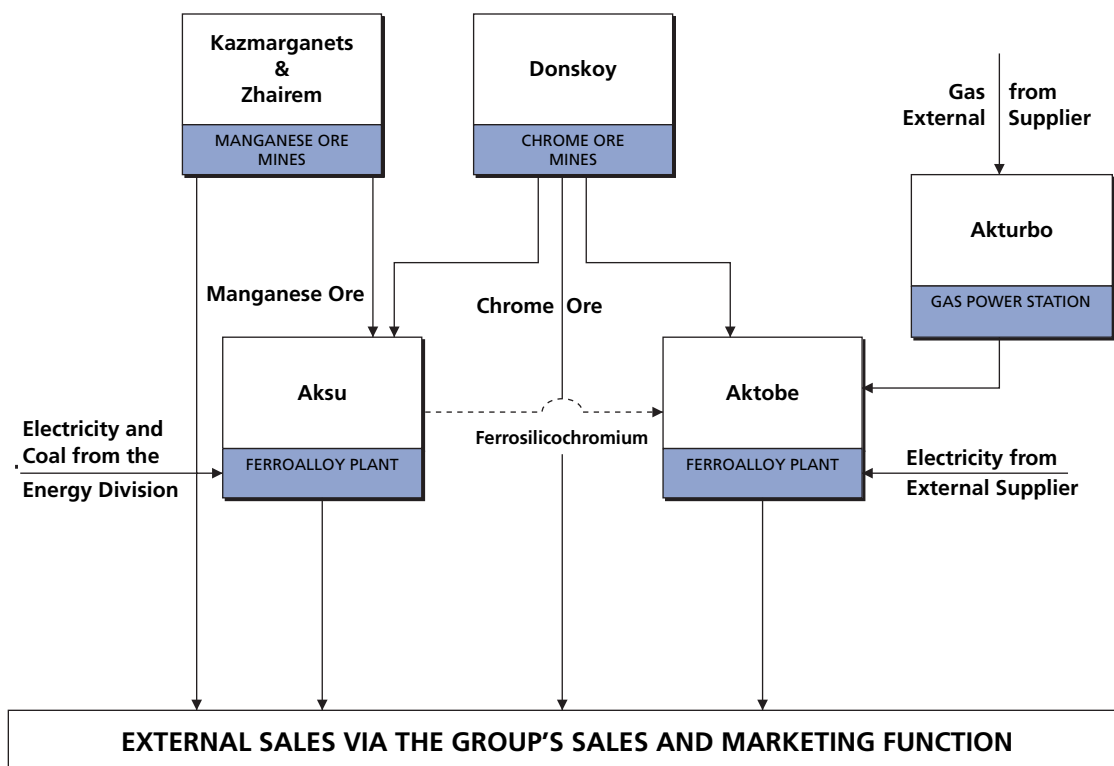 Kazmarganets
&
Zhairem
MANGANESE ORE
MINES
Donskoy
CHROME ORE
MINES
Gas from
External Supplier
Akturbo
GAS POWER STATION
Manganese Ore
Chrome Ore
Aksu
FERROALLOY PLANT
Ferrosilicochromium
Aktobe
FERROALLOY PLANT
Electricity and
Coal from the
Energy Division
Electricity from
External Supplier
EXTERNAL SALES VIA THE GROUP'S SALES AND MARKETING FUNCTION